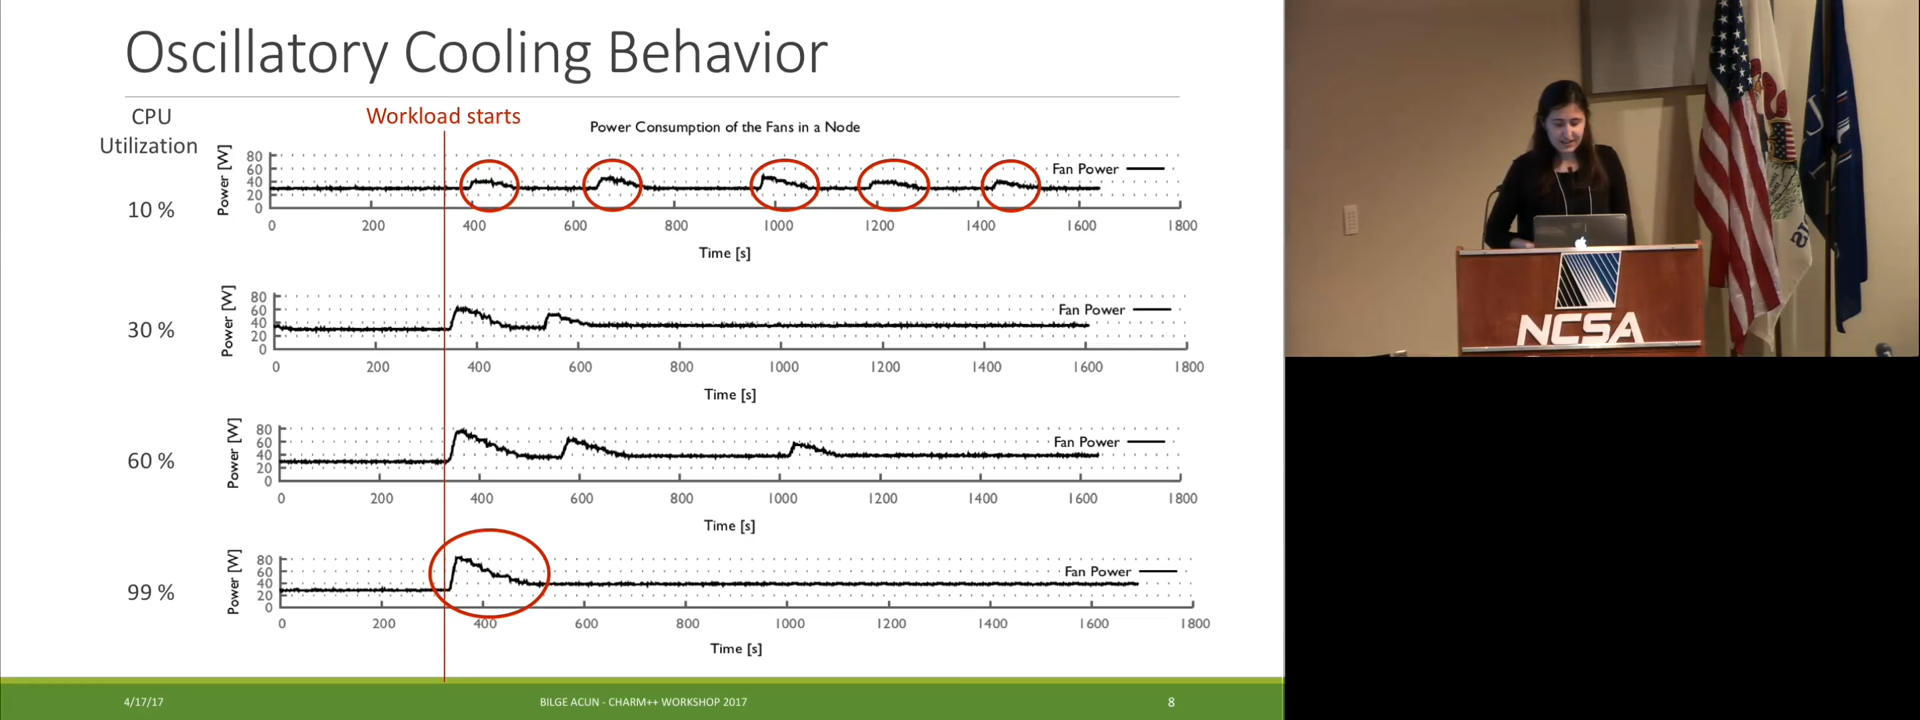 Oscillatory Cooling Behavior
CPU
Utilization
Workload starts
Power Consumption of the Fans in a Node
10 %
Power [W]
80
60
40
20
0
Fan Power
0 200 400 600 800 1000 1200 1400 1600 1800
Time [s]
30 %
Power [W]
80
60
40
20
0
Fan Power
0 200 400 600 800 1000 1200 1400 1600 1800
Time [s]
60 %
Power [W]
80
60
40
20
0
Fan Power
0 200 400 600 800 1000 1200 1400 1600 1800
Time [s]
99 %
Power [W]
80
60
40
20
0
Fan Power
0 200 400 600 800 1000 1200 1400 1600 1800
Time [s]
4/17/17
BILGE ACUN - CHARM++ WORKSHOP 2017
8
NCSA